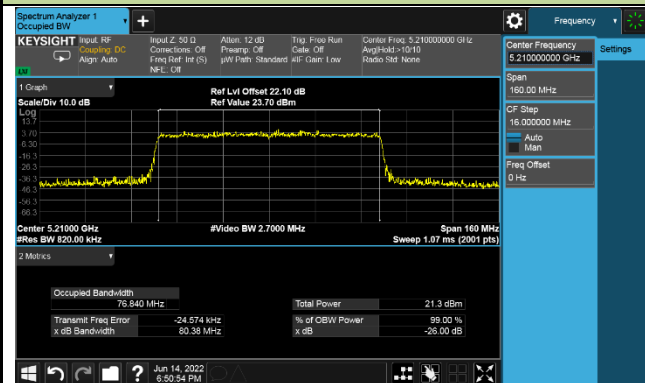 Spectrum Analyzer 1
Occupied BW
+
Frequency
KEYSIGHT
Input: RF
Coupling: DC
Align: Auto
Input Z: 50 Ω
Corrections: Off
Freq Ref: Int (S)
NFE: Off
Atten: 12 dB
Preamp: Off
µW Path: Standard
Trig: Free Run
Gate: Off
#IF Gain: Low
Center Freq: 5.210000000 GHz
Avg|Hold:>10/10
Radio Std: None
LXI
Center Frequency
5.210000000 GHz
Settings
Span
160.00 MHz
CF Step
16.000000 MHz
Auto
Man
Freq Offset
0 Hz
1 Graph
Scale/Div 10.0 dB
Ref Lvl Offset 22.10 dB
Ref Value 23.70 dBm
Log
13.7
3.70
-6.30
-16.3
-26.3
-36.3
-46.3
-56.3
-66.3
Center 5.21000 GHz
#Res BW 820.00 kHz
#Video BW 2.7000 MHz
Span 160 MHz
Sweep 1.07 ms (2001 pts)
2 Metrics
Occupied Bandwidth
76.840 MHz
Total Power 21.3 dBm
Transmit Freq Error -24.574 kHz
% of OBW Power 99.00 %
x dB Bandwidth 80.38 MHz
x dB -26.00 dB
?
Jun 14, 2022
6:50:54 PM